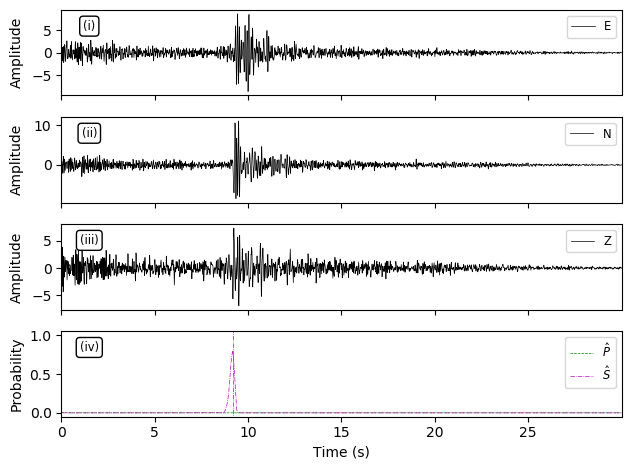 (i)
E
Amplitude
5
0
−5
(ii)
N
Amplitude
10
0
(iii)
Z
Amplitude
5
0
−5
(iv)
P̂
Ŝ
Probability
1.0
0.5
0.0
0 5 10 15 20 25
Time (s)